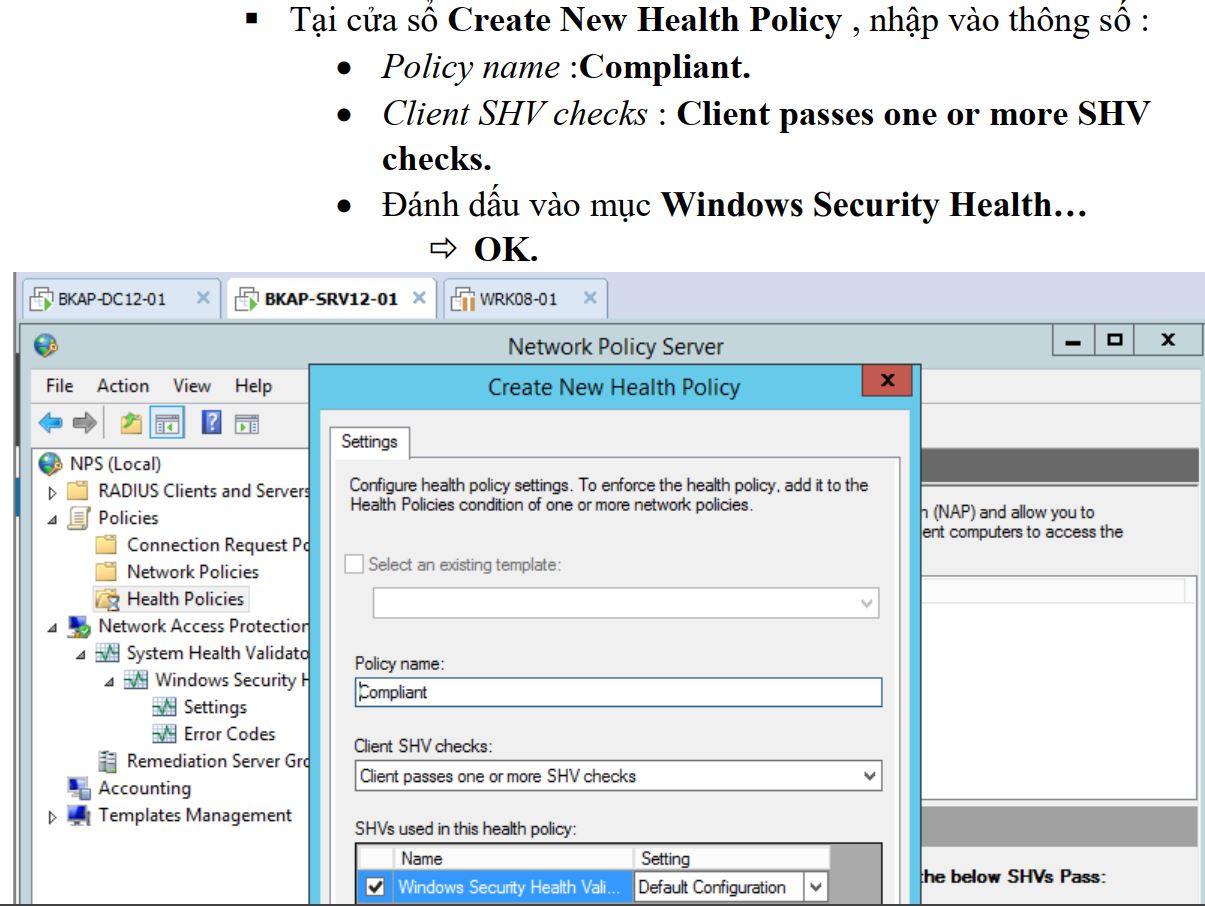 ▪ Tại cửa sổ Create New Health Policy , nhập vào thông số :
• Policy name :Compliant.
• Client SHV checks : Client passes one or more SHV
checks.
• Đánh dấu vào mục Windows Security Health…
⇨ OK.
BKAP-DC12-01 BKAP-SRV12-01 WRK08-01
Network Policy Server
File Action View Help
Create New Health Policy
Settings
NPS (Local)
RADIUS Clients and Servers
Policies
Connection Request Po
Network Policies
Health Policies
Network Access Protection
System Health Validato
Windows Security H
Settings
Error Codes
Remediation Server Gro
Accounting
Templates Management
Configure health policy settings. To enforce the health policy, add it to the
Health Policies condition of one or more network policies.
Select an existing template:
Policy name:
Compliant
Client SHV checks:
Client passes one or more SHV checks
SHVs used in this health policy:
Name Setting
Windows Security Health Vali... Default Configuration
(NAP) and allow you to
ent computers to access the
the below SHVs Pass: